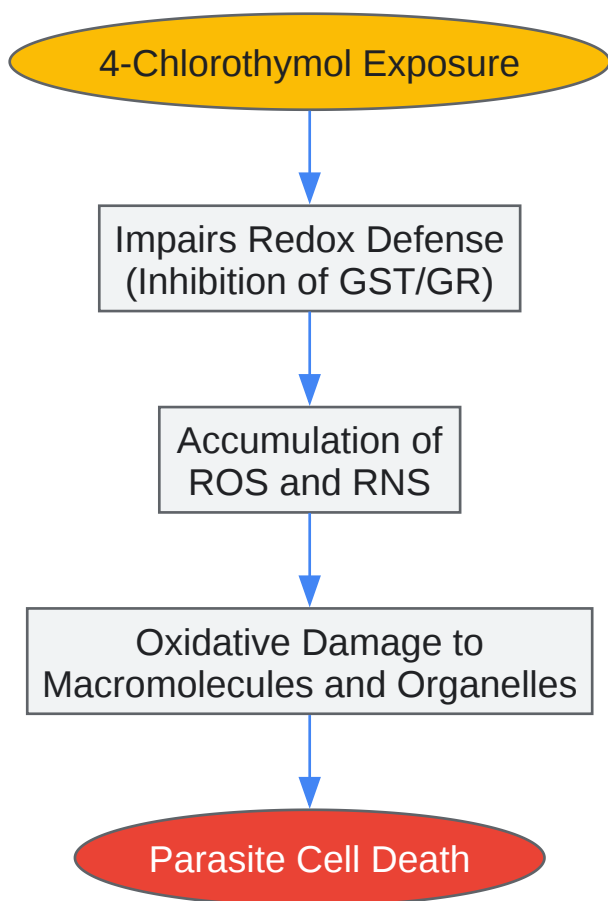 4-Chlorothymol Exposure
Impairs Redox Defense
(Inhibition of GST/GR)
Accumulation of
ROS and RNS
Oxidative Damage to
Macromolecules and Organelles
Parasite Cell Death